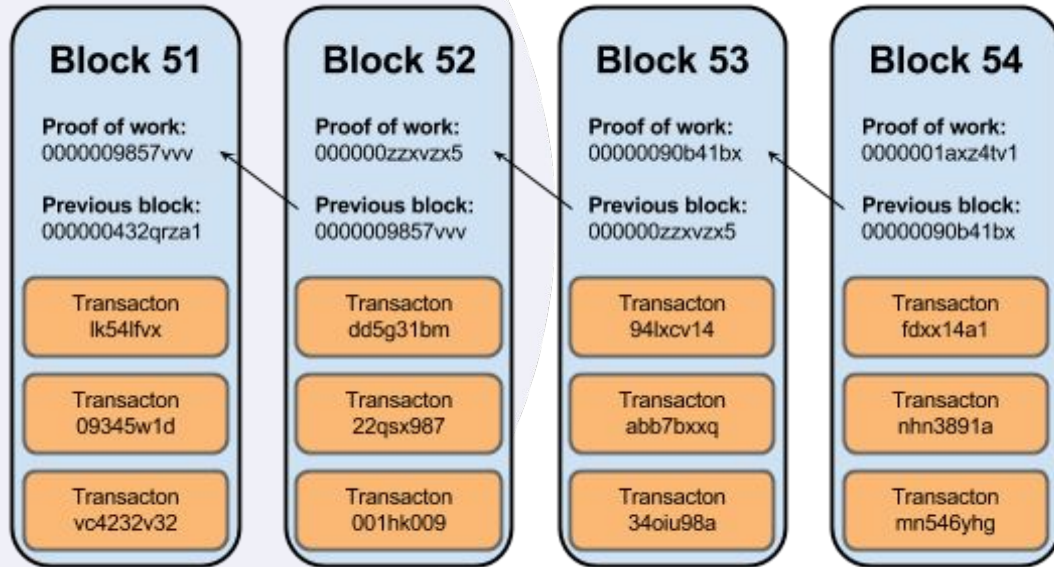 Block 51
Proof of work:
0000009857vvv
Previous block:
000000432qrza1
Transacton
lk54lfvx
Transacton
09345w1d
Transacton
vc4232v32
Block 52
Proof of work:
000000zzxvzx5
Previous block:
0000009857vvv
Transacton
dd5g31bm
Transacton
22qsx987
Transacton
001hk009
Block 53
Proof of work:
00000090b41bx
Previous block:
000000zzxvzx5
Transacton
94lxcv14
Transacton
abb7bxxq
Transacton
34oiu98a
Block 54
Proof of work:
0000001axz4tv1
Previous block:
00000090b41bx
Transacton
fdxx14a1
Transacton
nhn3891a
Transacton
mn546yhg